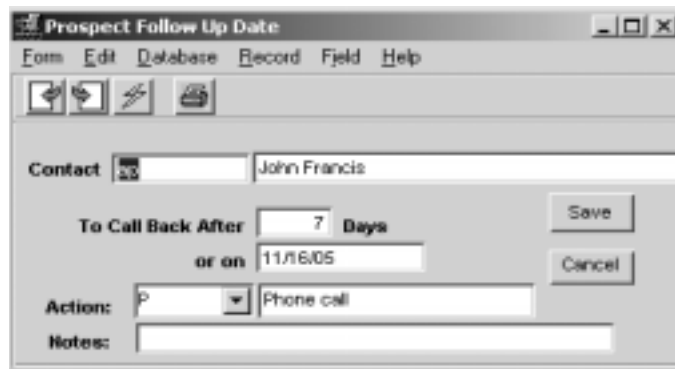 Prospect Follow Up Date
Form Edit Database Record Field Help
Contact John Francis
To Call Back After 7 Days
Save
or on 11/16/05
Cancel
Action: P Phone call
Notes: